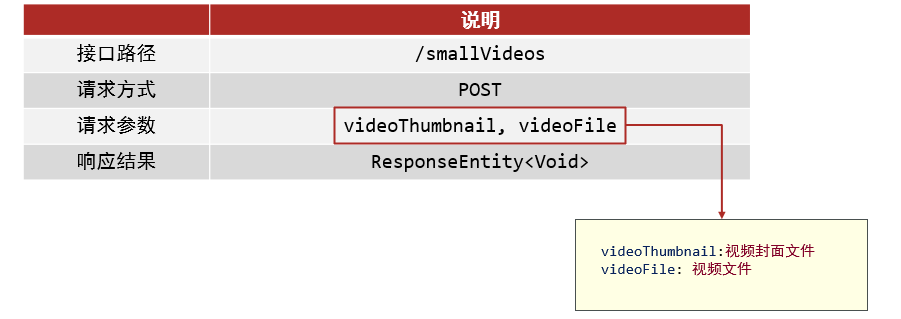 说明
接口路径 /smallVideos
请求方式 POST
请求参数 videoThumbnail, videoFile
响应结果 ResponseEntity<Void>
videoThumbnail:视频封面文件
videoFile: 视频文件